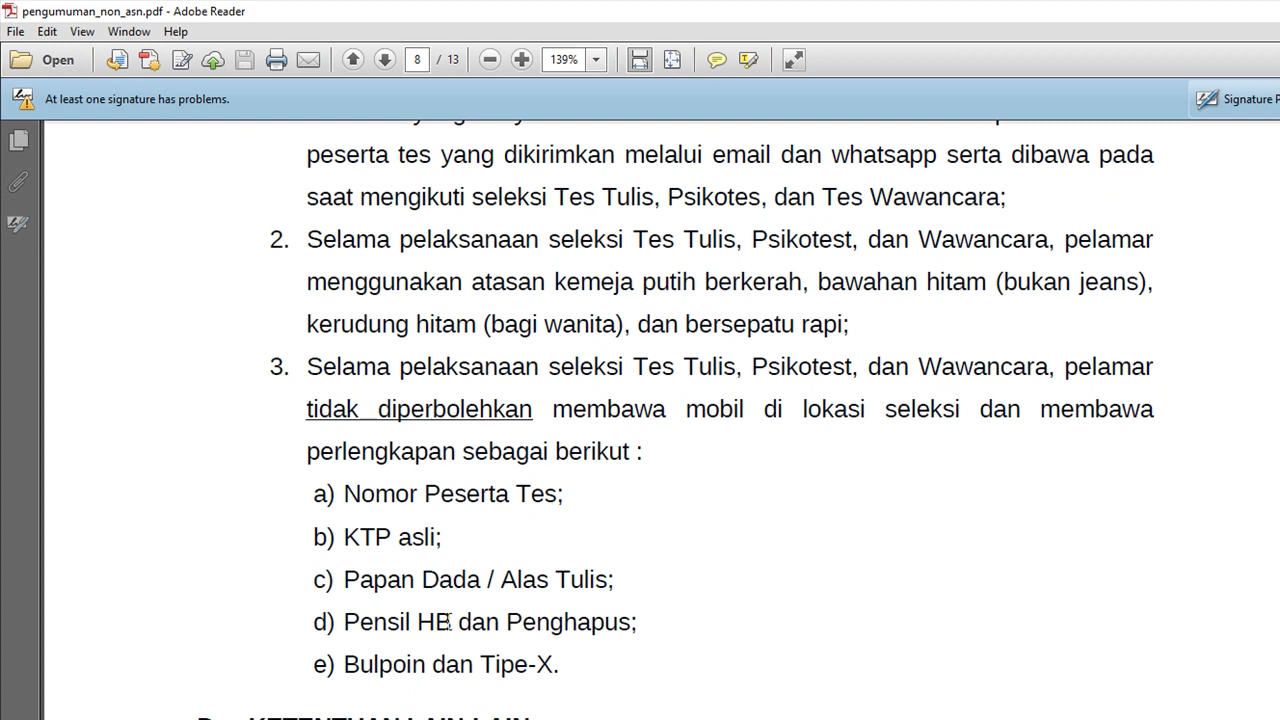 pengumuman_non_asn.pdf - Adobe Reader
File Edit View Window Help
Open 8 / 13 139%
At least one signature has problems.
Signature P
peserta tes yang dikirimkan melalui email dan whatsapp serta dibawa pada
saat mengikuti seleksi Tes Tulis, Psikotes, dan Tes Wawancara;
2. Selama pelaksanaan seleksi Tes Tulis, Psikotest, dan Wawancara, pelamar
menggunakan atasan kemeja putih berkerah, bawahan hitam (bukan jeans),
kerudung hitam (bagi wanita), dan bersepatu rapi;
3. Selama pelaksanaan seleksi Tes Tulis, Psikotest, dan Wawancara, pelamar
tidak diperbolehkan membawa mobil di lokasi seleksi dan membawa
perlengkapan sebagai berikut :
a) Nomor Peserta Tes;
b) KTP asli;
c) Papan Dada / Alas Tulis;
d) Pensil HB dan Penghapus;
e) Bulpoin dan Tipe-X.
KETENTUAN LAIN-LAIN